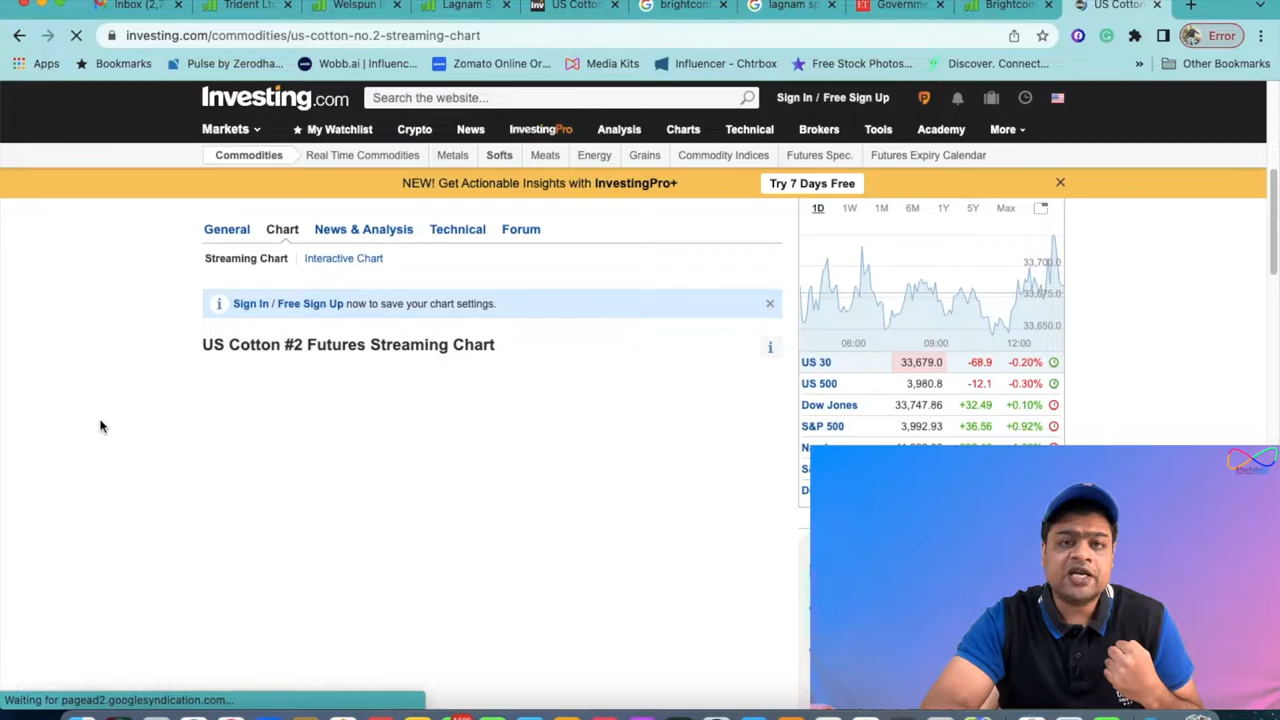 Inbox (2,7
Trident Ltd
Welspun I
Lagnam S
US Cotton
brightcom
lagnam sp
Governme
Brightcom
US Cotton
investing.com/commodities/us-cotton-no.2-streaming-chart
Error
Apps
Bookmarks
Pulse by Zerodha...
Wobb.ai | Influenc...
Zomato Online Or...
Media Kits
Influencer - Chtrbox
Free Stock Photos...
Discover. Connect...
»
Other Bookmarks
Investing.com
Search the website...
Sign In / Free Sign Up
Markets
My Watchlist
Crypto
News
InvestingPro
Analysis
Charts
Technical
Brokers
Tools
Academy
More
Commodities
Real Time Commodities
Metals
Softs
Meats
Energy
Grains
Commodity Indices
Futures Spec.
Futures Expiry Calendar
NEW! Get Actionable Insights with InvestingPro+
Try 7 Days Free
General
Chart
News & Analysis
Technical
Forum
Streaming Chart
Interactive Chart
Sign In / Free Sign Up now to save your chart settings.
US Cotton #2 Futures Streaming Chart
1D 1W 1M 6M 1Y 5Y Max
33,700.0
33,675.0
33,650.0
06:00 09:00 12:00
US 30 33,679.0 -68.9 -0.20%
US 500 3,980.8 -12.1 -0.30%
Dow Jones 33,747.86 +32.49 +0.10%
S&P 500 3,992.93 +36.56 +0.92%
Waiting for pagead2.googlesyndication.com...